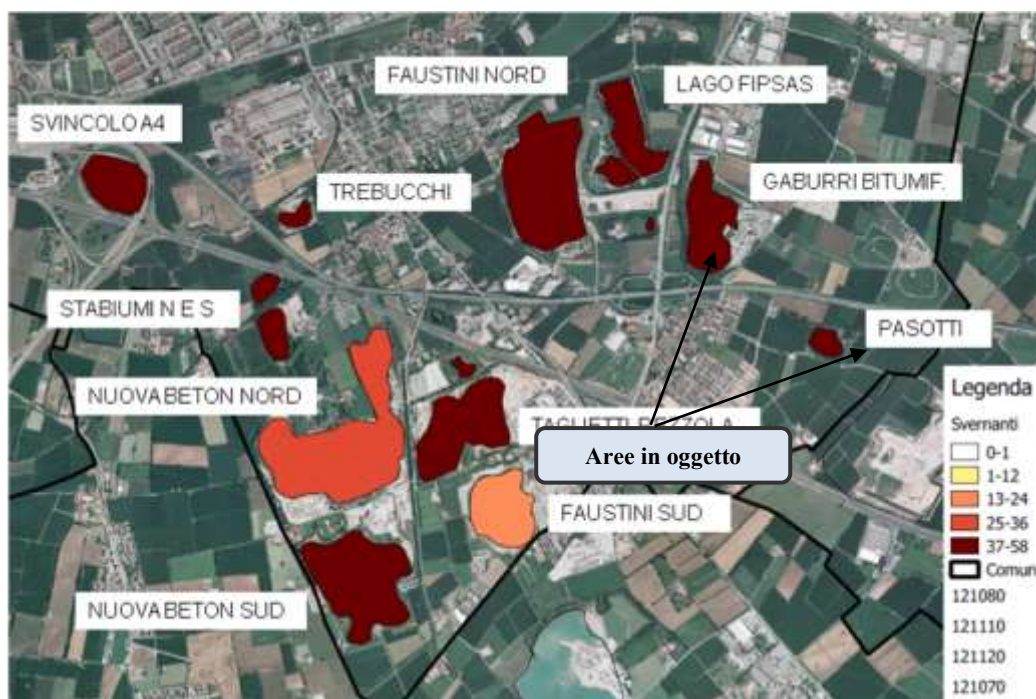 FAUSTINI NORD
LAGO FIPSAS
SVINCOLO A4
TREBUCCHI
GABURRI BITUMIF.
STABIUMI N E S
PASOTTI
NUOVA BETON NORD
Aree in oggetto
FAUSTINI SUD
NUOVA BETON SUD
Legenda
Svernanti
0-1
1-12
13-24
25-36
37-58
Comun
121080
121110
121120
121070